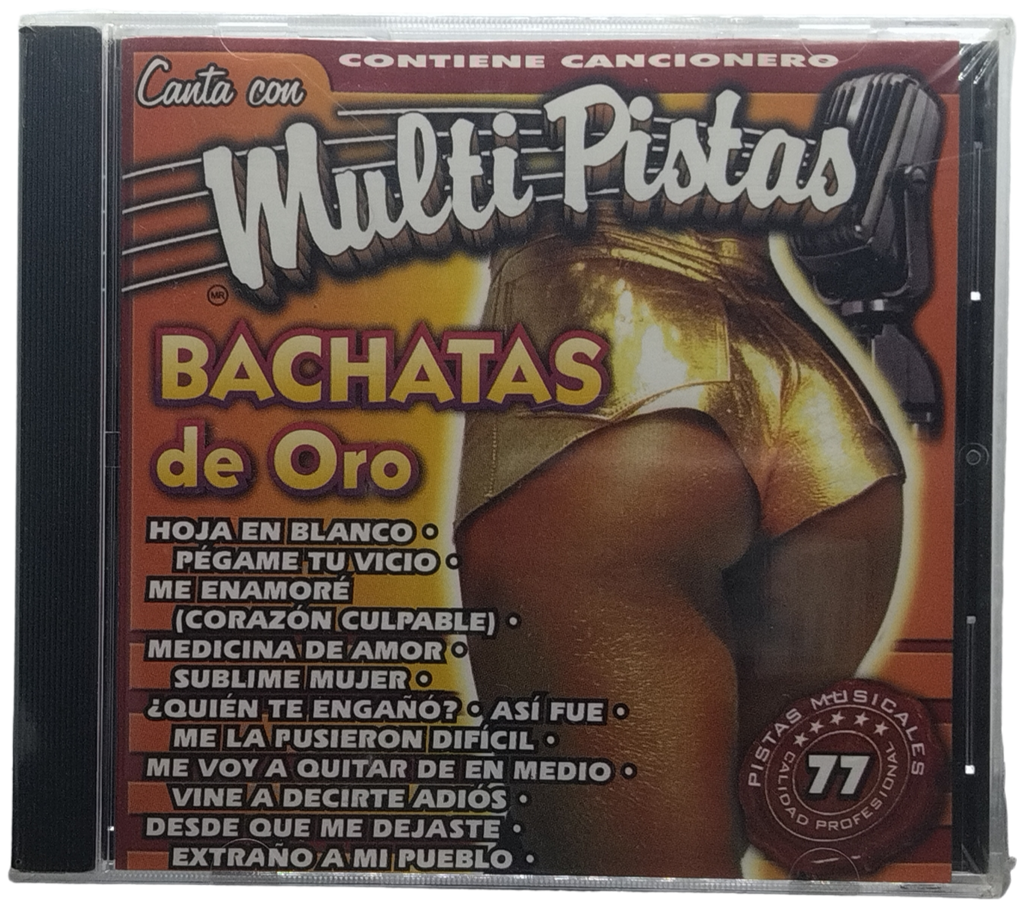 CONTIENE CANCIONERO
Canta con
Multi Pistas
MR
BACHATAS
de Oro
HOJA EN BLANCO •
PÉGAME TU VICIO •
ME ENAMORÉ
(CORAZÓN CULPABLE) •
MEDICINA DE AMOR •
SUBLIME MUJER •
¿QUIÉN TE ENGAÑÓ? • ASÍ FUE •
ME LA PUSIERON DIFÍCIL •
ME VOY A QUITAR DE EN MEDIO •
VINE A DECIRTE ADIÓS •
DESDE QUE ME DEJASTE •
EXTRAÑO A MI PUEBLO •
PISTAS MUSICALES
77
CALIDAD PROFESIONAL